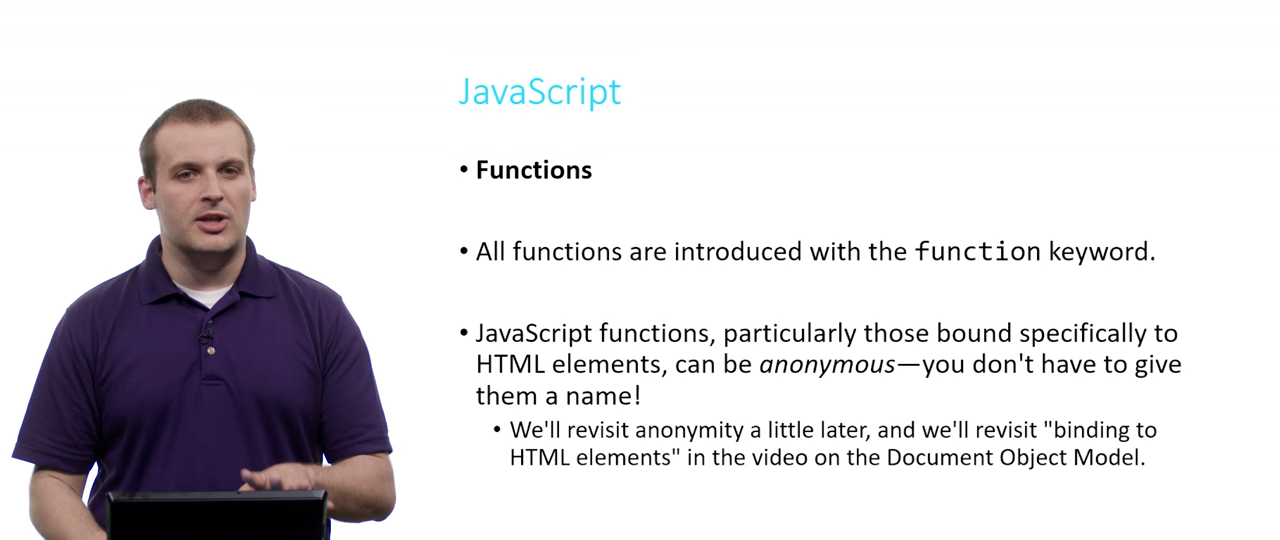 JavaScript
• Functions
• All functions are introduced with the function keyword.
• JavaScript functions, particularly those bound specifically to
HTML elements, can be anonymous—you don't have to give
them a name!
• We'll revisit anonymity a little later, and we'll revisit "binding to
HTML elements" in the video on the Document Object Model.